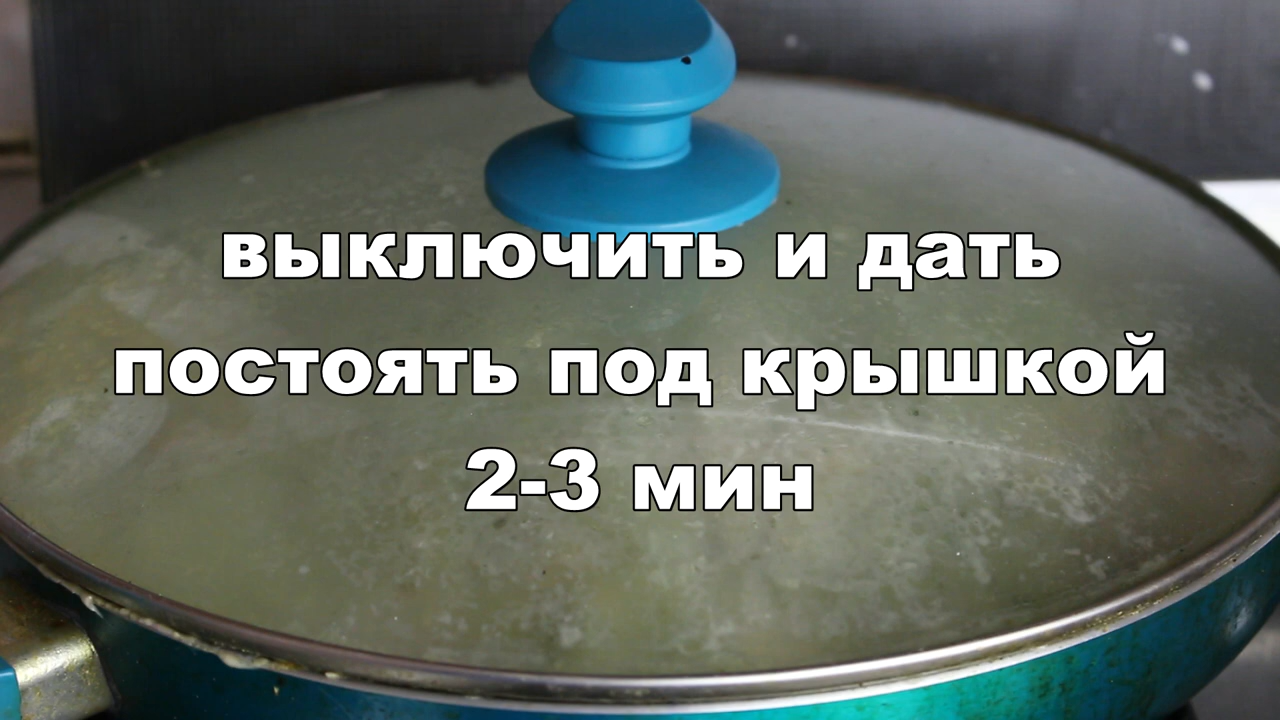 выключить и дать
постоять под крышкой
2-3 мин